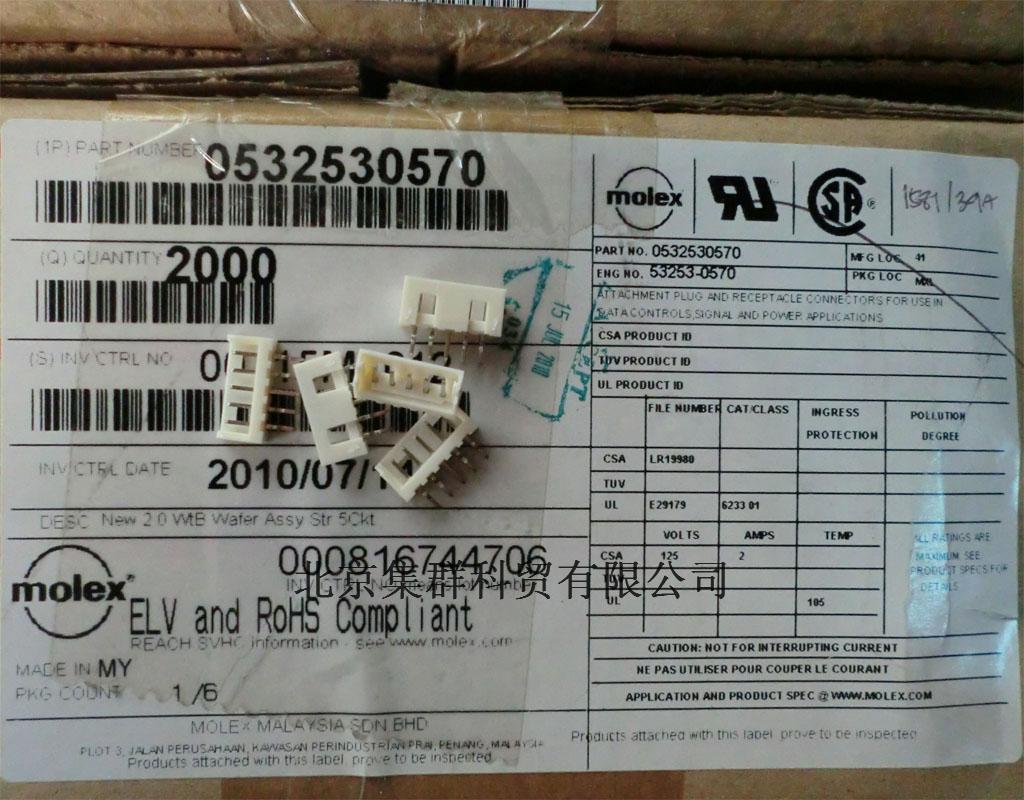 (1P) PART NUMBER 0532530570
(Q) QUANTITY 2000
(S) INV CTRL NO
INV CTRL DATE 2010/07/1
DESC New 2.0 WtB Wafer Assy Str 5Ckt
000816744706
北京集群科贸有限公司
molex
ELV and RoHS Compliant
REACH SVHC information - see www.molex.com
MADE IN MY
PKG COUNT 1 /6
MOLEX MALAYSIA SDN BHD
PLOT 3, JALAN PERUSAHAAN, KAWASAN PERINDUSTRIAN PRAI, PENANG, MALAYSIA
Products attached with this label, prove to be inspected
15 JUL 2010
molex
CSA ®
PART NO. 0532530570
MFG LOC 41
ENG NO. 53253-0570
PKG LOC
ATTACHMENT PLUG AND RECEPTACLE CONNECTORS FOR USE IN
DATA CONTROLS,SIGNAL AND POWER APPLICATIONS
CSA PRODUCT ID
TUV PRODUCT ID
UL PRODUCT ID
FILE NUMBER CAT/CLASS INGRESS PROTECTION POLLUTION DEGREE
CSA LR19980
TUV
UL E29179 6233 01
VOLTS AMPS TEMP
CSA 125 2
UL 105
ALL RATINGS ARE
MAXIMUM. SEE
PRODUCT SPECS FOR
DETAILS
CAUTION: NOT FOR INTERRUPTING CURRENT
NE PAS UTILISER POUR COUPER LE COURANT
APPLICATION AND PRODUCT SPEC @ WWW.MOLEX.COM
Products attached with this label, prove to be inspected